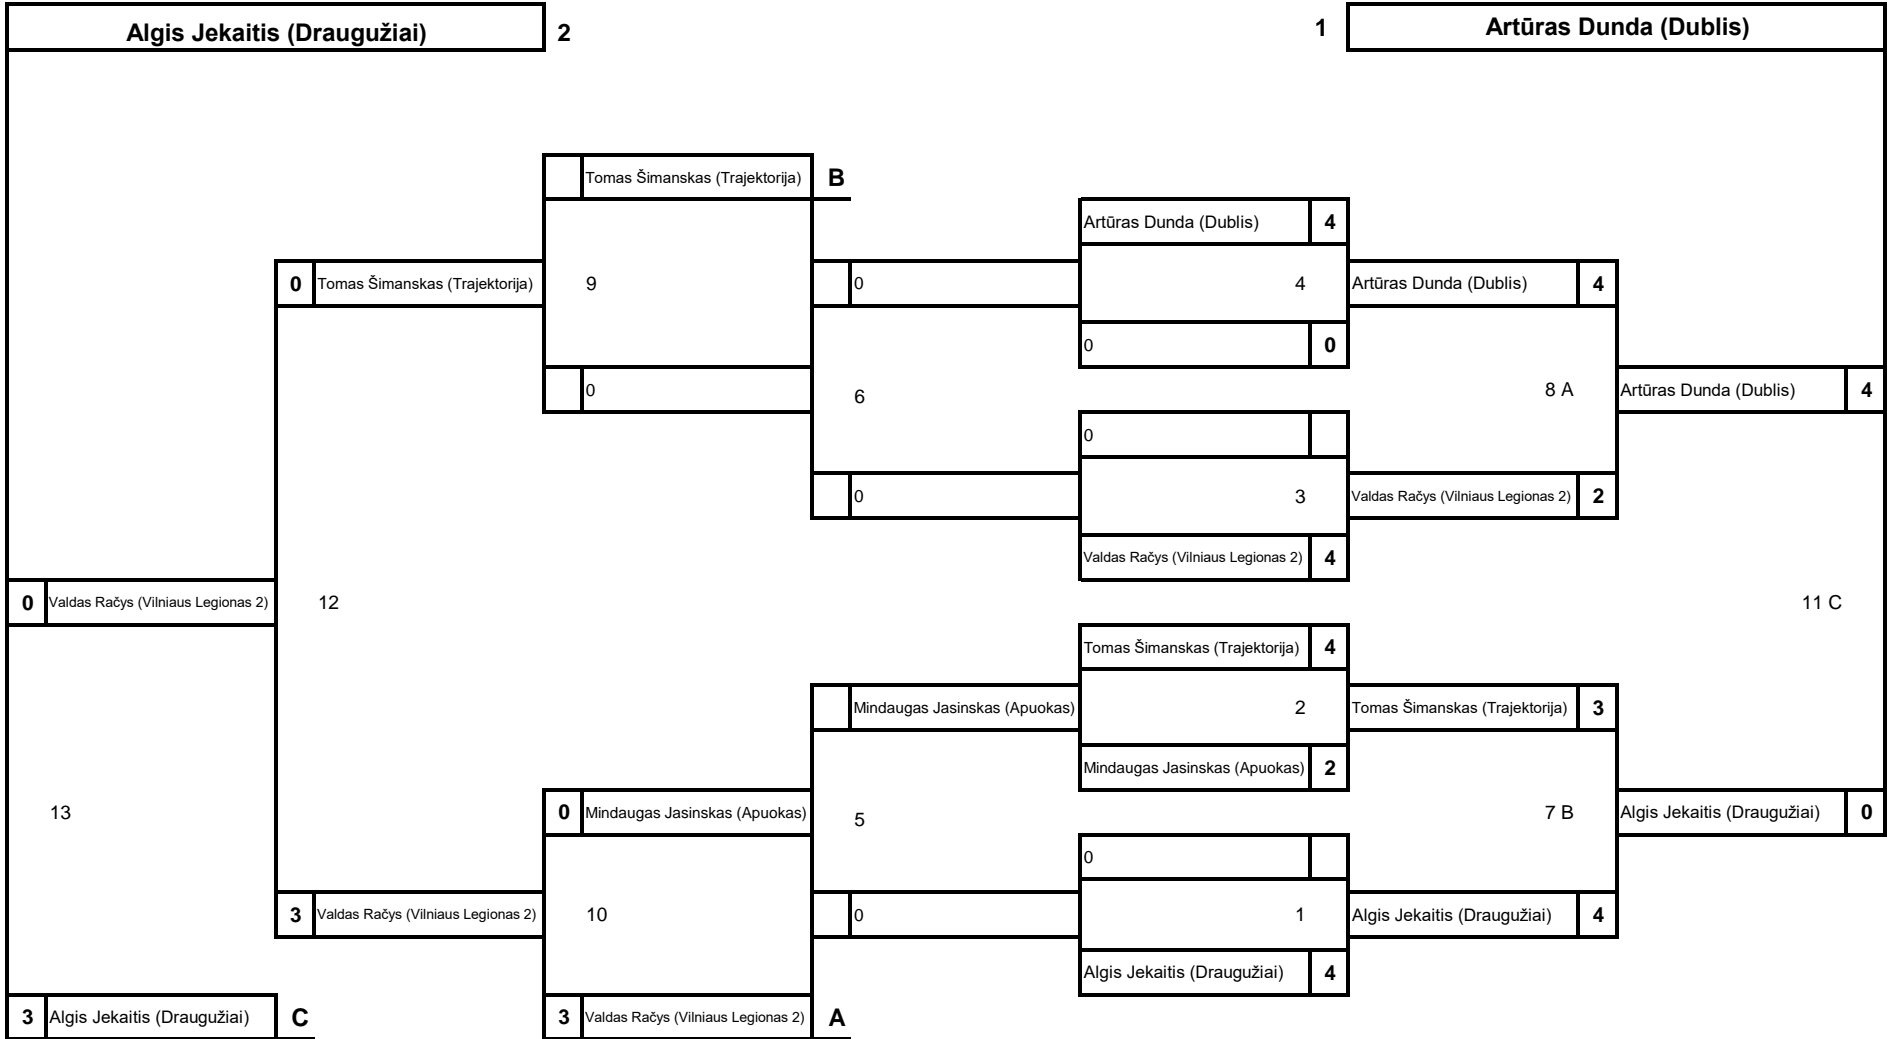 Algis Jekaitis (Draugužiai) 2 1 Artūras Dunda (Dublis)
Tomas Šimanskas (Trajektorija) B
Artūras Dunda (Dublis) 4
0 Tomas Šimanskas (Trajektorija) 9 0 4 Artūras Dunda (Dublis) 4
0 0
0 6 8 A Artūras Dunda (Dublis) 4
0
0 3 Valdas Račys (Vilniaus Legionas 2) 2
Valdas Račys (Vilniaus Legionas 2) 4
0 Valdas Račys (Vilniaus Legionas 2) 12 11 C
Tomas Šimanskas (Trajektorija) 4
Mindaugas Jasinskas (Apuokas) 2 Tomas Šimanskas (Trajektorija) 3
Mindaugas Jasinskas (Apuokas) 2
13 0 Mindaugas Jasinskas (Apuokas) 5 7 B Algis Jekaitis (Draugužiai) 0
0
3 Valdas Račys (Vilniaus Legionas 2) 10 0 1 Algis Jekaitis (Draugužiai) 4
Algis Jekaitis (Draugužiai) 4
3 Algis Jekaitis (Draugužiai) C 3 Valdas Račys (Vilniaus Legionas 2) A